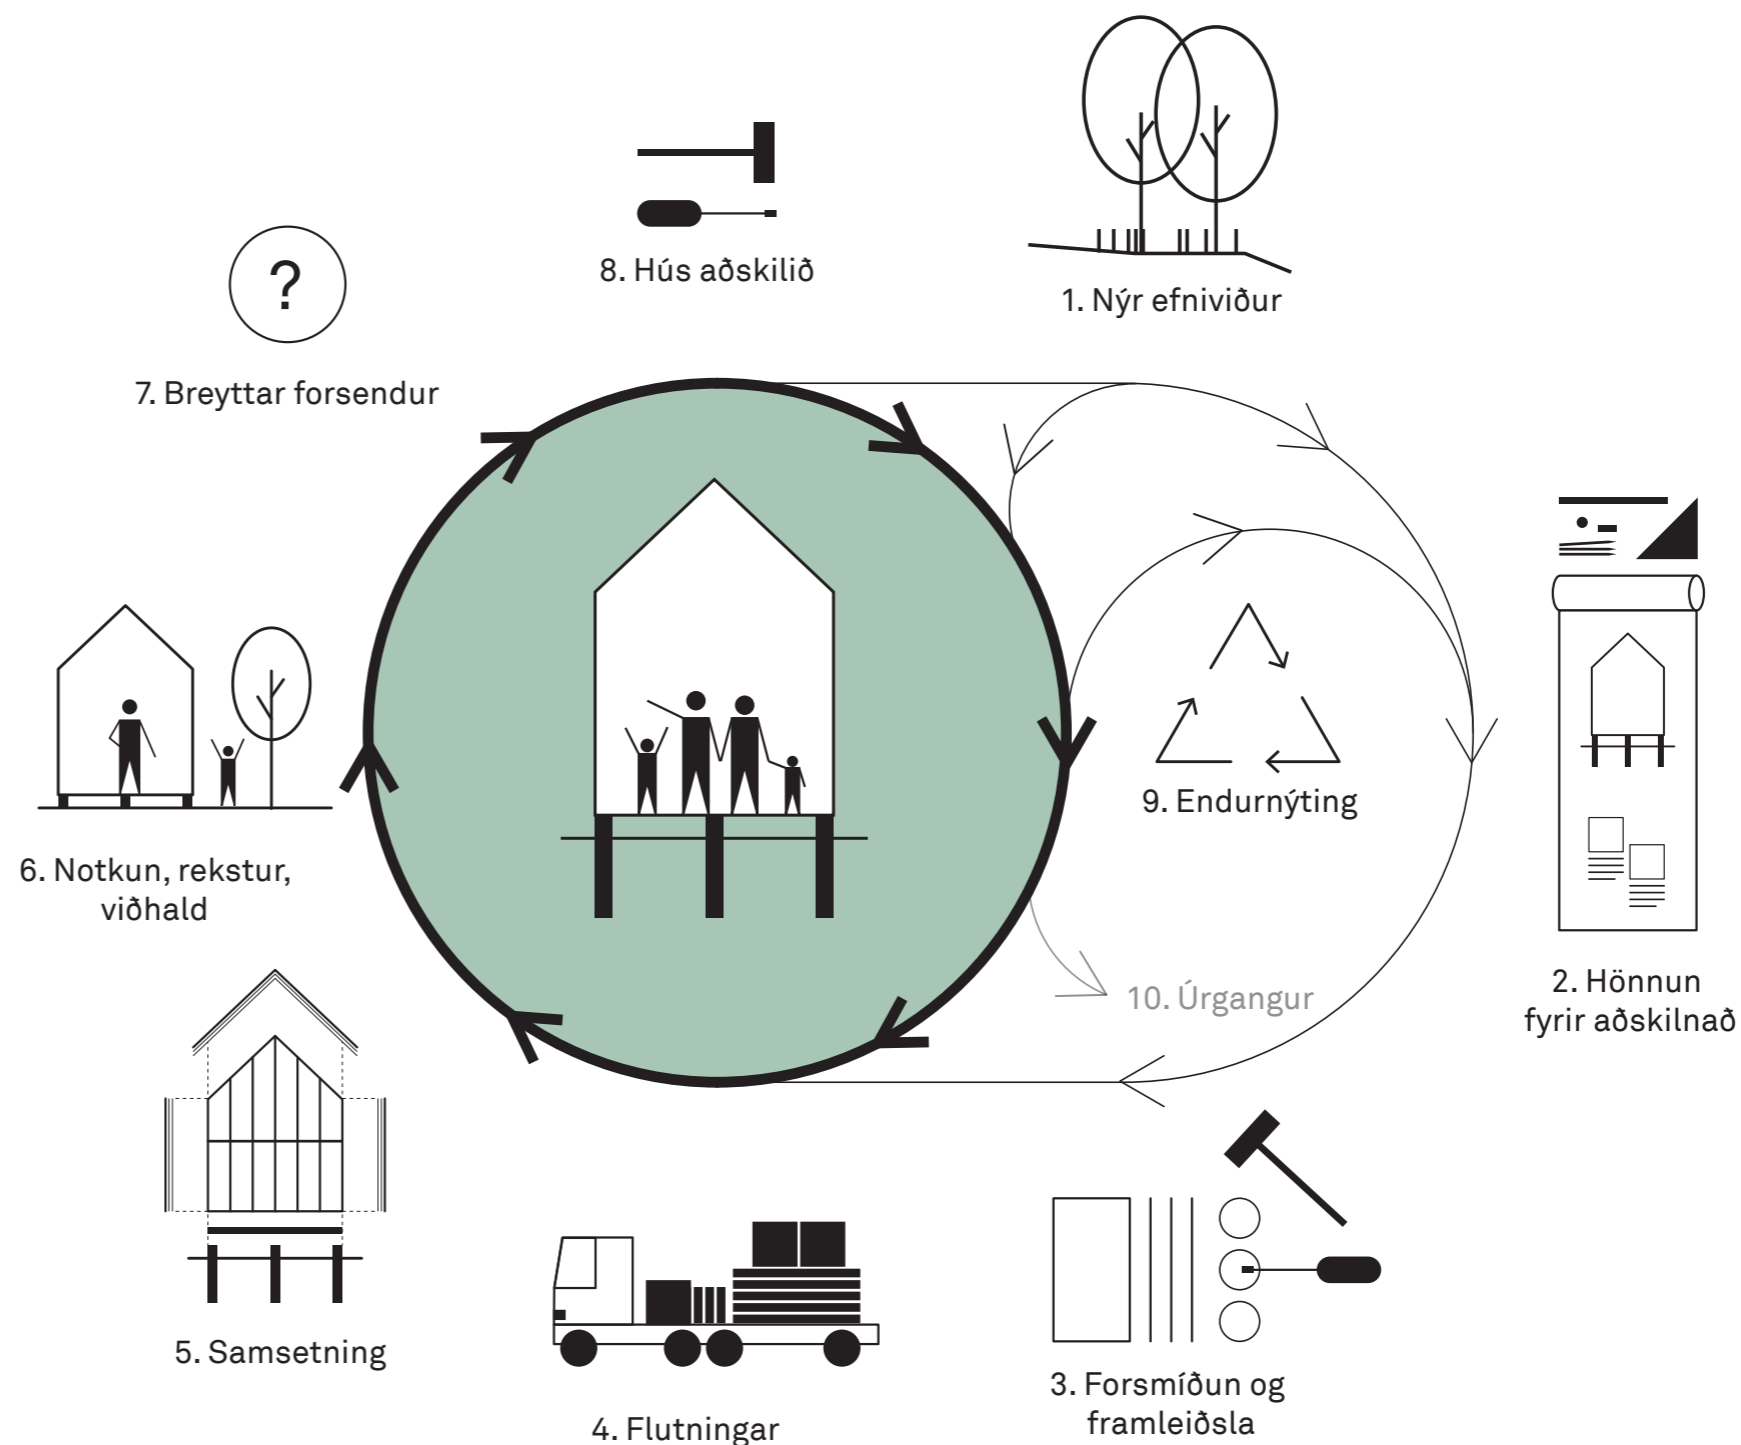 1. Nýr efniviður
2. Hönnun
fyrir aðskilnað
3. Forsmíðun og
framleiðsla
4. Flutningar
5. Samsetning
6. Notkun, rekstur,
viðhald
7. Breyttar forsendur
?
8. Hús aðskilið
9. Endurnýting
10. Úrgangur